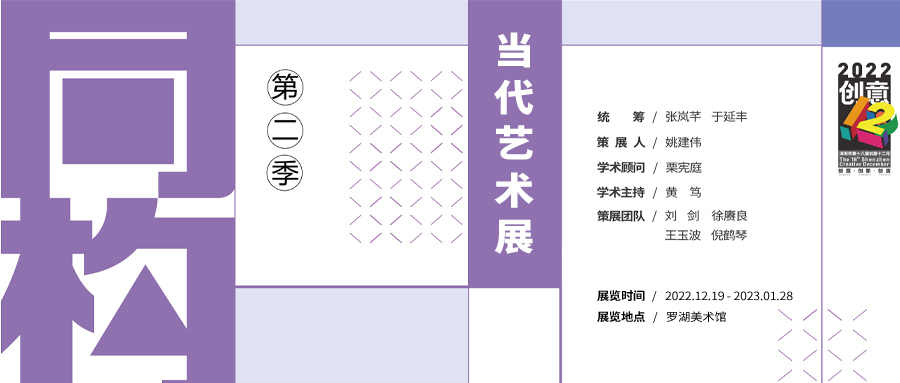 同构
第二季
当代艺术展
统　　筹 / 张岚芊 于延丰
策 展 人 / 姚建伟
学术顾问 / 栗宪庭
学术主持 / 黄　笃
策展团队 / 刘　剑 徐赓良
王玉波 倪鹤琴
展览时间 / 2022.12.19 - 2023.01.28
展览地点 / 罗湖美术馆
2022
创意
12
深圳市第十八届创意十二月
The 18th Shenzhen
Creative December
创意·创新·创造